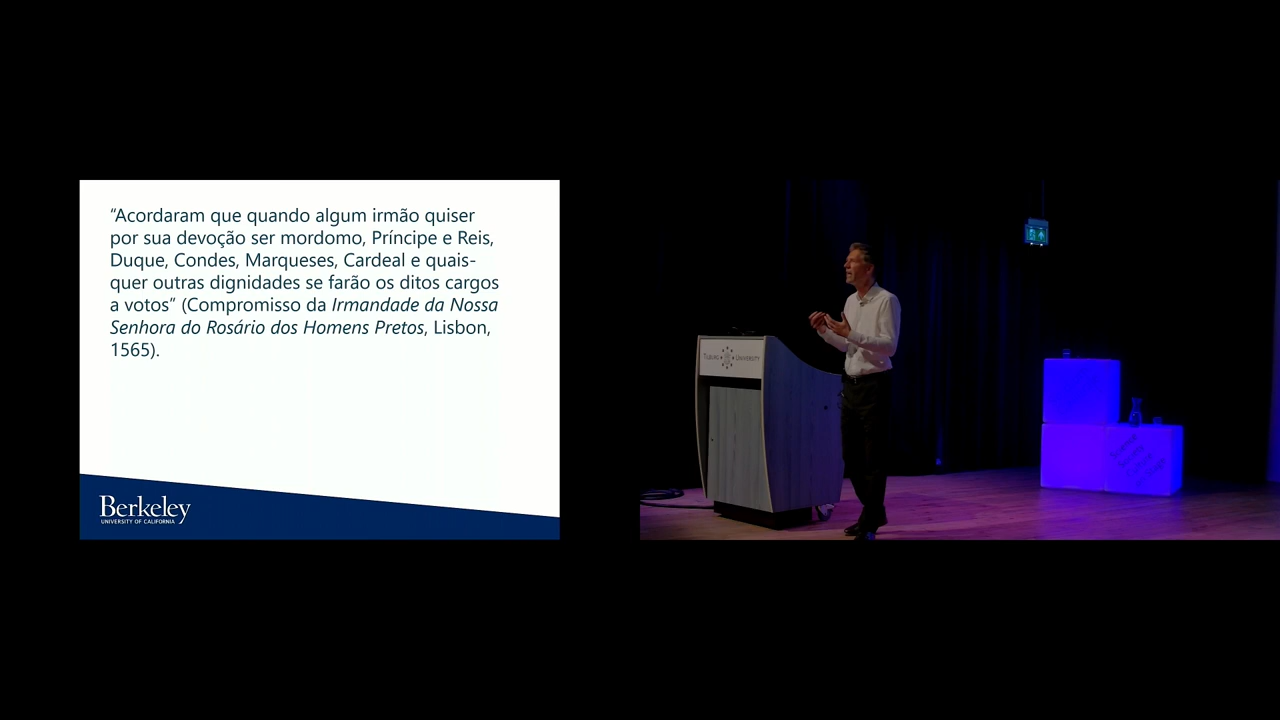 “Acordaram que quando algum irmão quiser
por sua devoção ser mordomo, Príncipe e Reis,
Duque, Condes, Marqueses, Cardeal e quais-
quer outras dignidades se farão os ditos cargos
a votos” (Compromisso da Irmandade da Nossa
Senhora do Rosário dos Homens Pretos, Lisbon,
1565).
Berkeley
UNIVERSITY OF CALIFORNIA
TILBURG UNIVERSITY